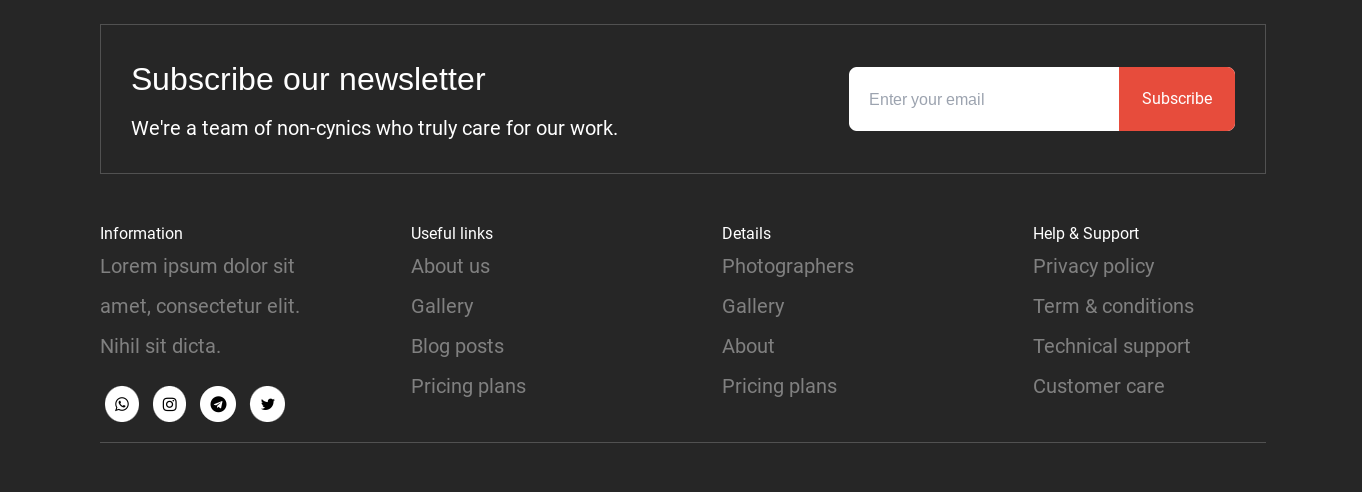 Subscribe our newsletter
We're a team of non-cynics who truly care for our work.
Enter your email
Subscribe
Information
Lorem ipsum dolor sit
amet, consectetur elit.
Nihil sit dicta.
Useful links
About us
Gallery
Blog posts
Pricing plans
Details
Photographers
Gallery
About
Pricing plans
Help & Support
Privacy policy
Term & conditions
Technical support
Customer care